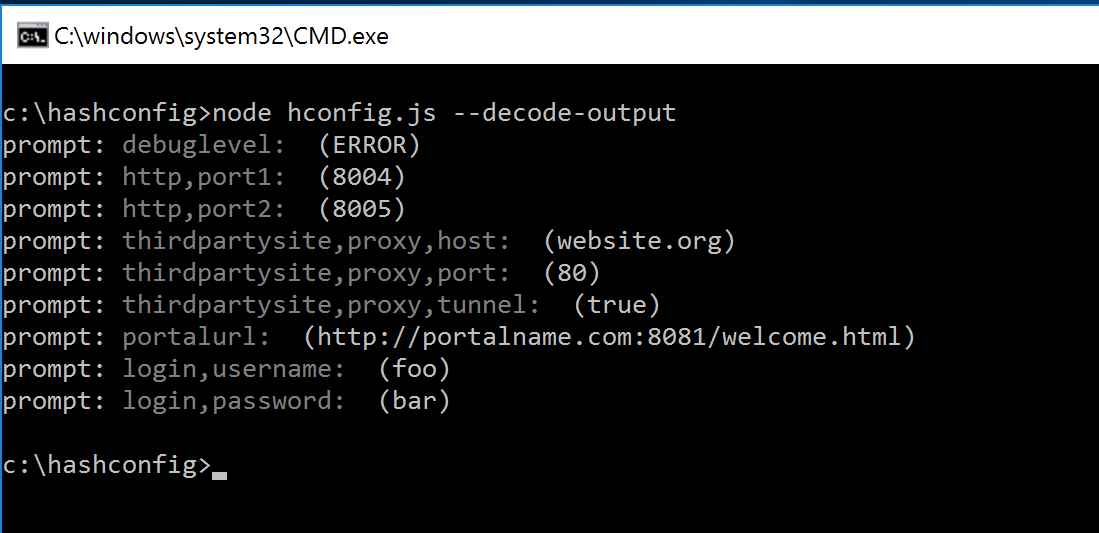 C:\windows\system32\CMD.exe
c:\hashconfig>node hconfig.js --decode-output
prompt: debuglevel:  (ERROR)
prompt: http,port1:  (8004)
prompt: http,port2:  (8005)
prompt: thirdpartysite,proxy,host:  (website.org)
prompt: thirdpartysite,proxy,port:  (80)
prompt: thirdpartysite,proxy,tunnel:  (true)
prompt: portalurl:  (http://portalname.com:8081/welcome.html)
prompt: login,username:  (foo)
prompt: login,password:  (bar)
c:\hashconfig>_